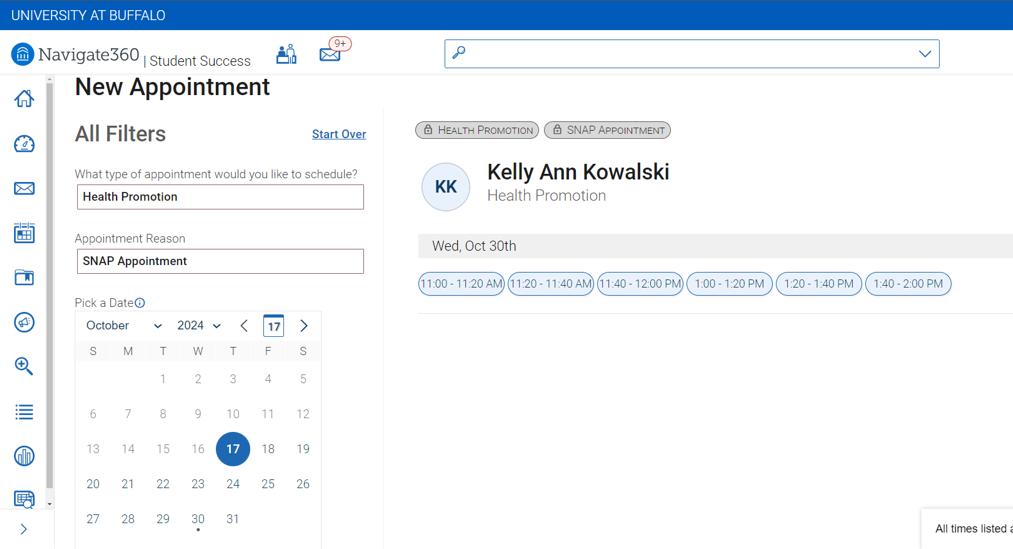 UNIVERSITY AT BUFFALO
Navigate360 | Student Success
9+
New Appointment
All Filters
Start Over
What type of appointment would you like to schedule?
Health Promotion
Appointment Reason
SNAP Appointment
Pick a Date
October 2024 17
S M T W T F S
1 2 3 4 5
6 7 8 9 10 11 12
13 14 15 16 17 18 19
20 21 22 23 24 25 26
27 28 29 30 31
HEALTH PROMOTION SNAP APPOINTMENT
KK
Kelly Ann Kowalski
Health Promotion
Wed, Oct 30th
11:00 - 11:20 AM 11:20 - 11:40 AM 11:40 - 12:00 PM 1:00 - 1:20 PM 1:20 - 1:40 PM 1:40 - 2:00 PM
All times listed a